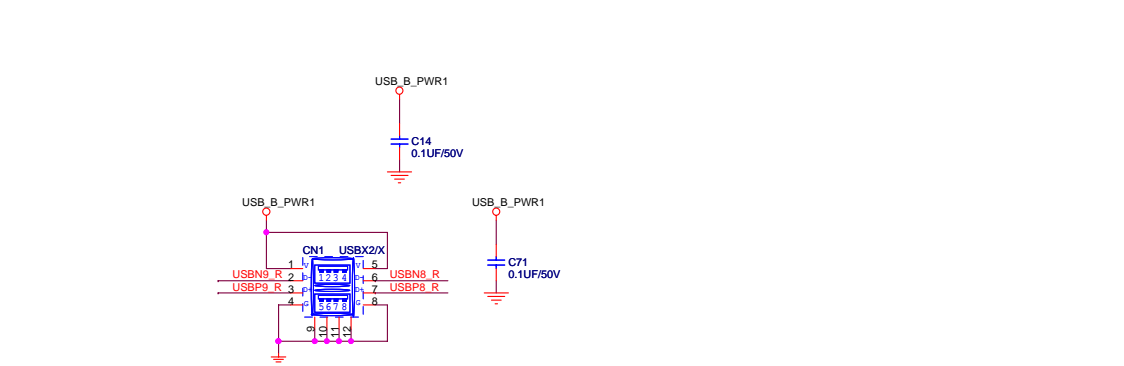 USB_B_PWR1
C14
0.1UF/50V
USB_B_PWR1
USB_B_PWR1
CN1 USBX2/X
C71
0.1UF/50V
1 V V 5
USBN9_R 2 D- 1 2 3 4 D- 6 USBN8_R
USBP9_R 3 D+ D+ 7 USBP8_R
4 G 5 6 7 8 G 8
9 10 11 12